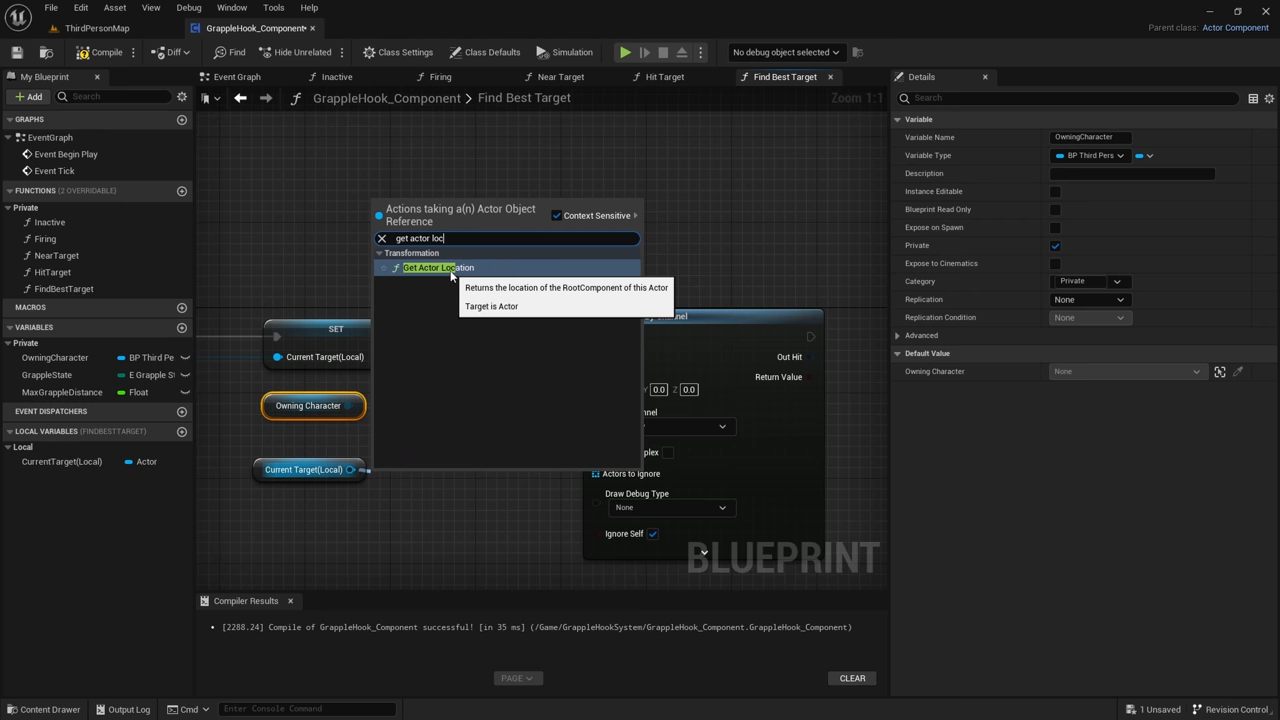 File Edit Asset View Debug Window Tools Help
ThirdPersonMap GrappleHook_Component* Parent class: Actor Component
Compile Diff Find Hide Unrelated Class Settings Class Defaults Simulation No debug object selected
My Blueprint Event Graph Inactive Firing Near Target Hit Target Find Best Target Details
Add Search GrappleHook_Component > Find Best Target Zoom 1:1 Search
GRAPHS Variable
EventGraph Variable Name OwningCharacter
Event Begin Play Variable Type BP Third Pers
Event Tick Description
FUNCTIONS (2 OVERRIDABLE) Instance Editable
Private Blueprint Read Only
Inactive Expose on Spawn
Firing Private
NearTarget Expose to Cinematics
HitTarget Category Private
FindBestTarget Replication None
MACROS Replication Condition None
VARIABLES Advanced
Private Default Value
OwningCharacter BP Third Pe Owning Character None
GrappleState E Grapple St
MaxGrappleDistance Float
EVENT DISPATCHERS
LOCAL VARIABLES (FINDBESTTARGET)
Local
CurrentTarget(Local) Actor
Actions taking a(n) Actor Object
Reference
Context Sensitive
get actor loc
Transformation
Get Actor Location
Returns the location of the RootComponent of this Actor
Target is Actor
SET
Current Target(Local)
Owning Character
Current Target(Local)
Channel
Out Hit
Return Value
Y 0.0 Z 0.0
Actors to Ignore
Draw Debug Type
None
Ignore Self
BLUEPRINT
Compiler Results
[2288.24] Compile of GrappleHook_Component successful! [in 35 ms] (/Game/GrappleHookSystem/GrappleHook_Component.GrappleHook_Component)
PAGE CLEAR
Content Drawer Output Log Cmd Enter Console Command 1 Unsaved Revision Control